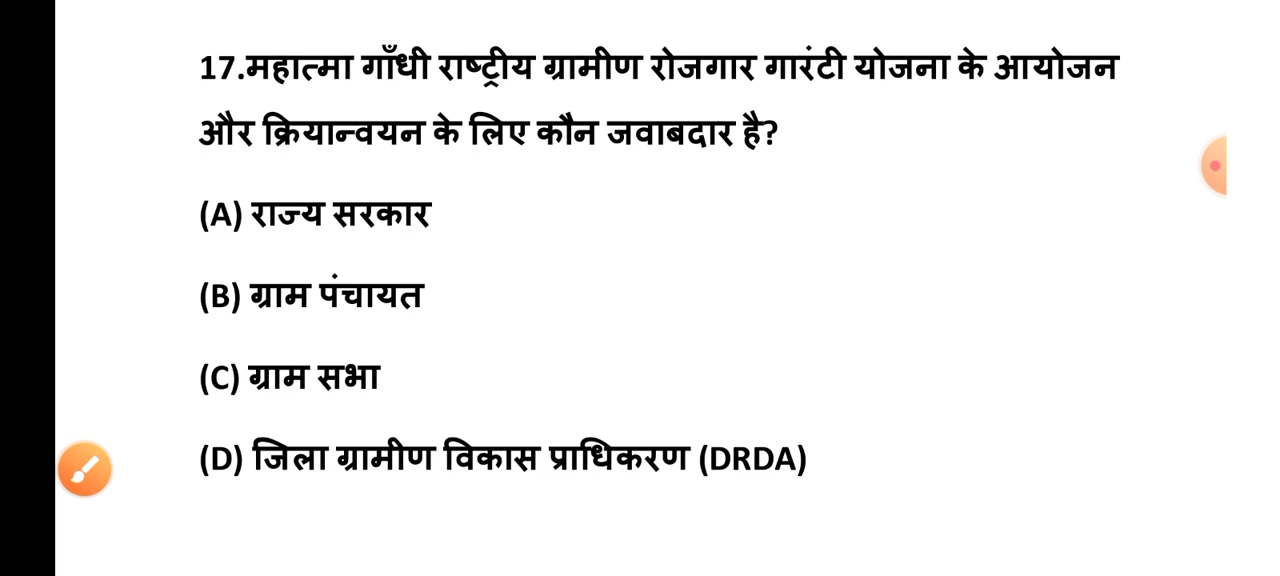 17.महात्मा गाँधी राष्ट्रीय ग्रामीण रोजगार गारंटी योजना के आयोजन
और क्रियान्वयन के लिए कौन जवाबदार है?
(A) राज्य सरकार
(B) ग्राम पंचायत
(C) ग्राम सभा
(D) जिला ग्रामीण विकास प्राधिकरण (DRDA)